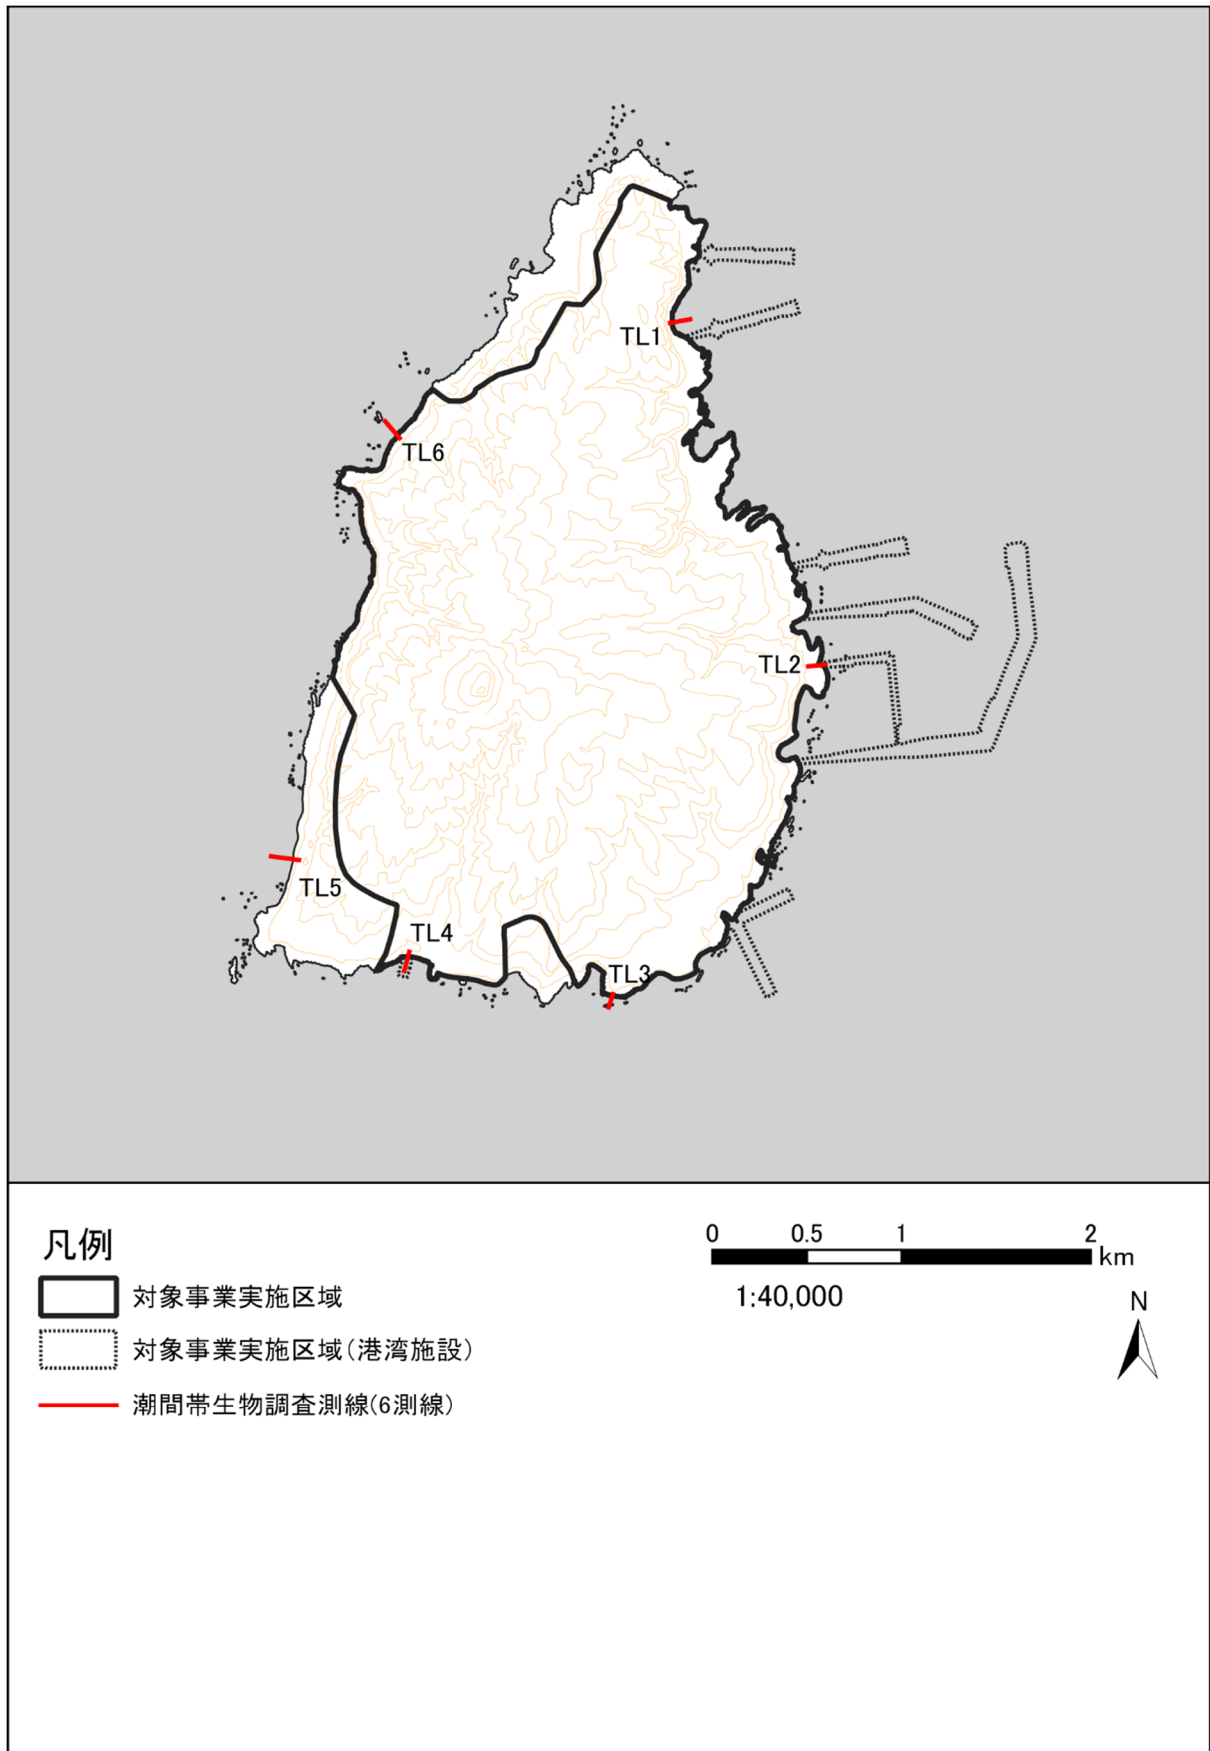 TL1
TL6
TL2
TL5
TL4
TL3
凡例
対象事業実施区域
対象事業実施区域(港湾施設)
潮間帯生物調査測線(6測線)
0 0.5 1 2
km
1:40,000
N